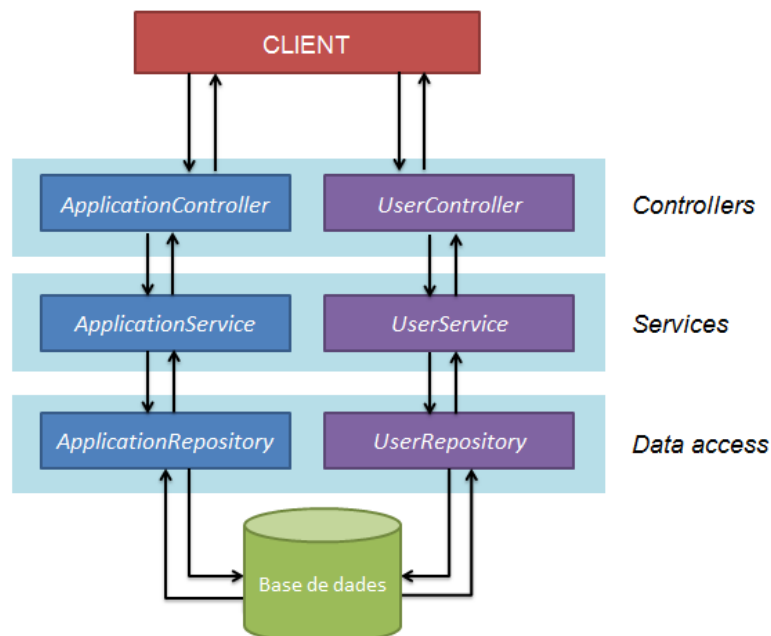 CLIENT
ApplicationController
UserController
Controllers
ApplicationService
UserService
Services
ApplicationRepository
UserRepository
Data access
Base de dades